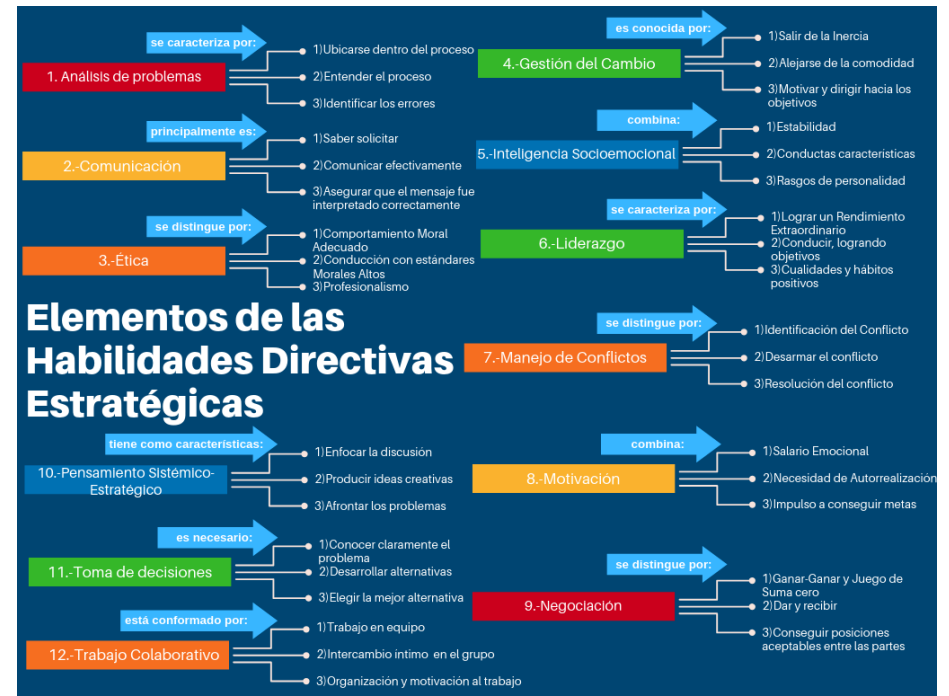 se caracteriza por:
1. Análisis de problemas
1)Ubicarse dentro del proceso
2)Entender el proceso
3)Identificar los errores
principalmente es:
2.-Comunicación
1)Saber solicitar
2)Comunicar efectivamente
3)Asegurar que el mensaje fue
interpretado correctamente
se distingue por:
3.-Ética
1)Comportamiento Moral
Adecuado
2)Conducción con estándares
Morales Altos
3)Profesionalismo
es conocida por:
4.-Gestión del Cambio
1)Salir de la Inercia
2)Alejarse de la comodidad
3)Motivar y dirigir hacia los
objetivos
combina:
5.-Inteligencia Socioemocional
1)Estabilidad
2)Conductas características
3)Rasgos de personalidad
se caracteriza por:
6.-Liderazgo
1)Lograr un Rendimiento
Extraordinario
2)Conducir, logrando
objetivos
3)Cualidades y hábitos
positivos
Elementos de las
Habilidades Directivas
Estratégicas
se distingue por:
7.-Manejo de Conflictos
1)Identificación del Conflicto
2)Desarmar el conflicto
3)Resolución del conflicto
combina:
8.-Motivación
1)Salario Emocional
2)Necesidad de Autorrealización
3)Impulso a conseguir metas
se distingue por:
9.-Negociación
1)Ganar-Ganar y Juego de
Suma cero
2)Dar y recibir
3)Conseguir posiciones
aceptables entre las partes
tiene como características:
10.-Pensamiento Sistémico-
Estratégico
1)Enfocar la discusión
2)Producir ideas creativas
3)Afrontar los problemas
es necesario:
11.-Toma de decisiones
1)Conocer claramente el
problema
2)Desarrollar alternativas
3)Elegir la mejor alternativa
está conformado por:
12.-Trabajo Colaborativo
1)Trabajo en equipo
2)Intercambio intimo en el grupo
3)Organización y motivación al trabajo